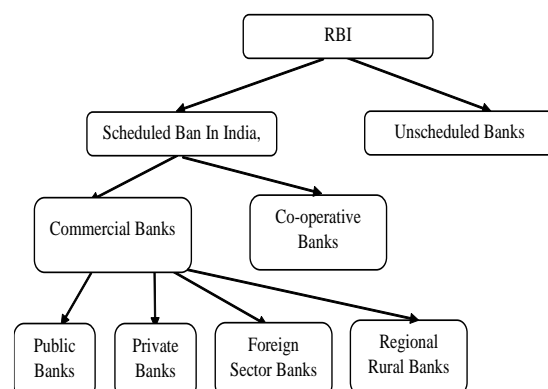 RBI
Scheduled Ban In India,
Unscheduled Banks
Commercial Banks
Co-operative
Banks
Public
Banks
Private
Banks
Foreign
Sector Banks
Regional
Rural Banks